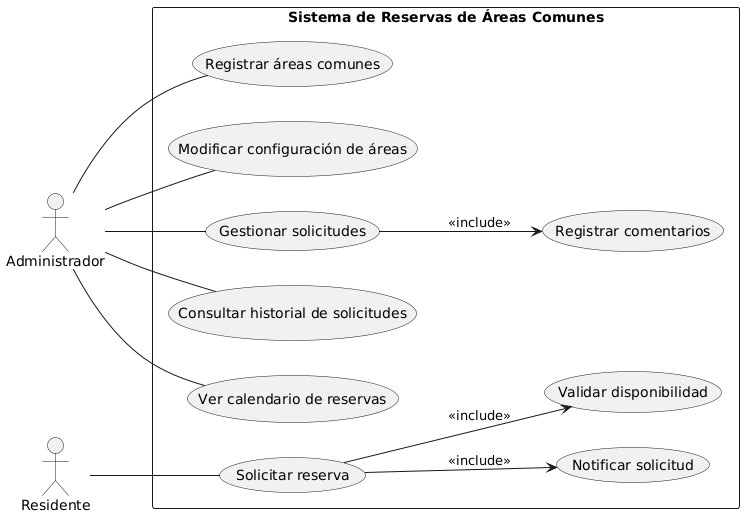 Sistema de Reservas de Áreas Comunes
Registrar áreas comunes
Modificar configuración de áreas
Gestionar solicitudes
«include»
Registrar comentarios
Administrador
Consultar historial de solicitudes
Ver calendario de reservas
Validar disponibilidad
«include»
Solicitar reserva
«include»
Notificar solicitud
Residente